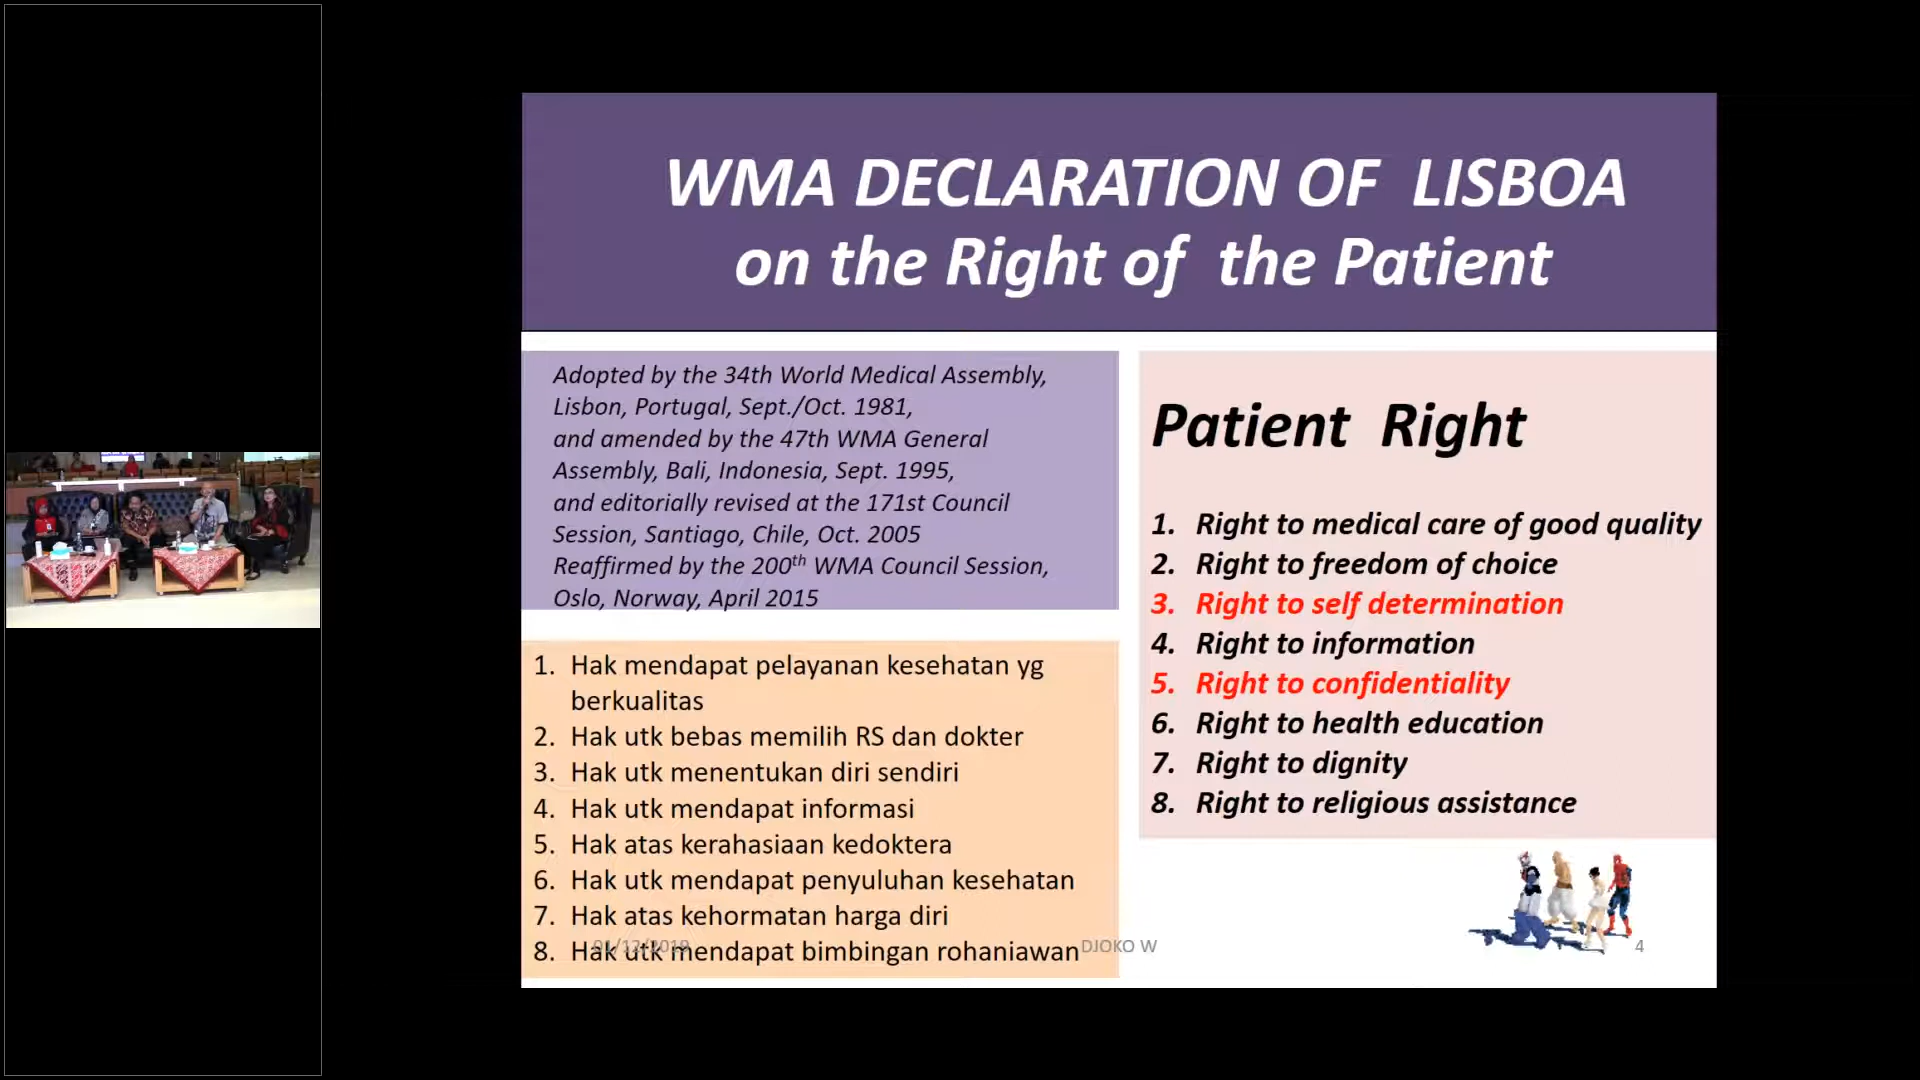 WMA DECLARATION OF LISBOA
on the Right of the Patient
Adopted by the 34th World Medical Assembly,
Lisbon, Portugal, Sept./Oct. 1981,
and amended by the 47th WMA General
Assembly, Bali, Indonesia, Sept. 1995,
and editorially revised at the 171st Council
Session, Santiago, Chile, Oct. 2005
Reaffirmed by the 200th WMA Council Session,
Oslo, Norway, April 2015
1. Hak mendapat pelayanan kesehatan yg
berkualitas
2. Hak utk bebas memilih RS dan dokter
3. Hak utk menentukan diri sendiri
4. Hak utk mendapat informasi
5. Hak atas kerahasiaan kedoktera
6. Hak utk mendapat penyuluhan kesehatan
7. Hak atas kehormatan harga diri
8. Hak utk mendapat bimbingan rohaniawan
Patient Right
1. Right to medical care of good quality
2. Right to freedom of choice
3. Right to self determination
4. Right to information
5. Right to confidentiality
6. Right to health education
7. Right to dignity
8. Right to religious assistance
01/12/2019
DJOKO W
4